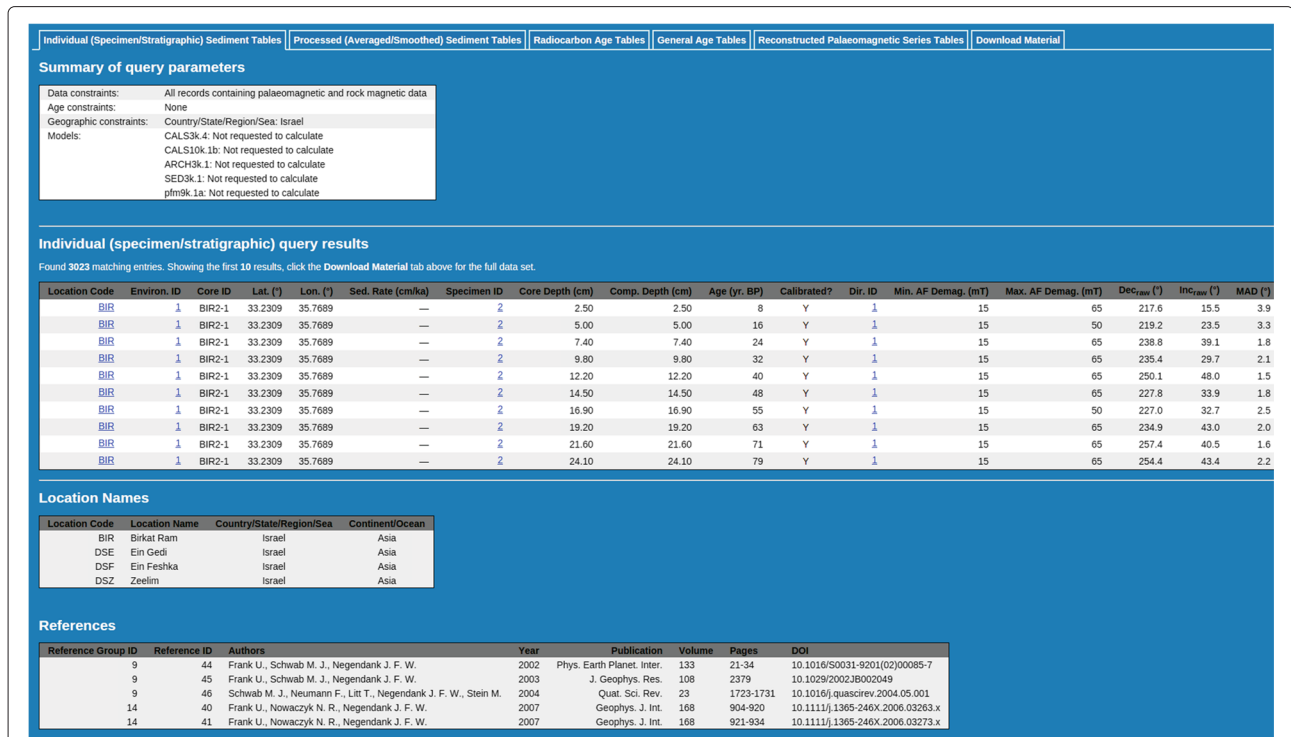 Individual (Specimen/Stratigraphic) Sediment Tables Processed (Averaged/Smoothed) Sediment Tables Radiocarbon Age Tables General Age Tables Reconstructed Palaeomagnetic Series Tables Download Material
Summary of query parameters
Data constraints: All records containing palaeomagnetic and rock magnetic data
Age constraints: None
Geographic constraints: Country/State/Region/Sea: Israel
Models: CALS3k.4: Not requested to calculate
CALS10k.1b: Not requested to calculate
ARCH3k.1: Not requested to calculate
SED3k.1: Not requested to calculate
pfm9k.1a: Not requested to calculate
Individual (specimen/stratigraphic) query results
Found 3023 matching entries. Showing the first 10 results, click the Download Material tab above for the full data set.
Location Code Environ. ID Core ID Lat. (°) Lon. (°) Sed. Rate (cm/ka) Specimen ID Core Depth (cm) Comp. Depth (cm) Age (yr. BP) Calibrated? Dir. ID Min. AF Demag. (mT) Max. AF Demag. (mT) Decraw (°) Incraw (°) MAD (°)
BIR 1 BIR2-1 33.2309 35.7689 — 2 2.50 2.50 8 Y 1 15 65 217.6 15.5 3.9
BIR 1 BIR2-1 33.2309 35.7689 — 2 5.00 5.00 16 Y 1 15 50 219.2 23.5 3.3
BIR 1 BIR2-1 33.2309 35.7689 — 2 7.40 7.40 24 Y 1 15 65 238.8 39.1 1.8
BIR 1 BIR2-1 33.2309 35.7689 — 2 9.80 9.80 32 Y 1 15 65 235.4 29.7 2.1
BIR 1 BIR2-1 33.2309 35.7689 — 2 12.20 12.20 40 Y 1 15 65 250.1 48.0 1.5
BIR 1 BIR2-1 33.2309 35.7689 — 2 14.50 14.50 48 Y 1 15 65 227.8 33.9 1.8
BIR 1 BIR2-1 33.2309 35.7689 — 2 16.90 16.90 55 Y 1 15 50 227.0 32.7 2.5
BIR 1 BIR2-1 33.2309 35.7689 — 2 19.20 19.20 63 Y 1 15 65 234.9 43.0 2.0
BIR 1 BIR2-1 33.2309 35.7689 — 2 21.60 21.60 71 Y 1 15 65 257.4 40.5 1.6
BIR 1 BIR2-1 33.2309 35.7689 — 2 24.10 24.10 79 Y 1 15 65 254.4 43.4 2.2
Location Names
Location Code Location Name Country/State/Region/Sea Continent/Ocean
BIR Birkat Ram Israel Asia
DSE Ein Gedi Israel Asia
DSF Ein Feshka Israel Asia
DSZ Zeelim Israel Asia
References
Reference Group ID Reference ID Authors Year Publication Volume Pages DOI
9 44 Frank U., Schwab M. J., Negendank J. F. W. 2002 Phys. Earth Planet. Inter. 133 21-34 10.1016/S0031-9201(02)00085-7
9 45 Frank U., Schwab M. J., Negendank J. F. W. 2003 J. Geophys. Res. 108 2379 10.1029/2002JB002049
9 46 Schwab M. J., Neumann F., Litt T., Negendank J. F. W., Stein M. 2004 Quat. Sci. Rev. 23 1723-1731 10.1016/j.quascirev.2004.05.001
14 40 Frank U., Nowaczyk N. R., Negendank J. F. W. 2007 Geophys. J. Int. 168 904-920 10.1111/j.1365-246X.2006.03263.x
14 41 Frank U., Nowaczyk N. R., Negendank J. F. W. 2007 Geophys. J. Int. 168 921-934 10.1111/j.1365-246X.2006.03273.x